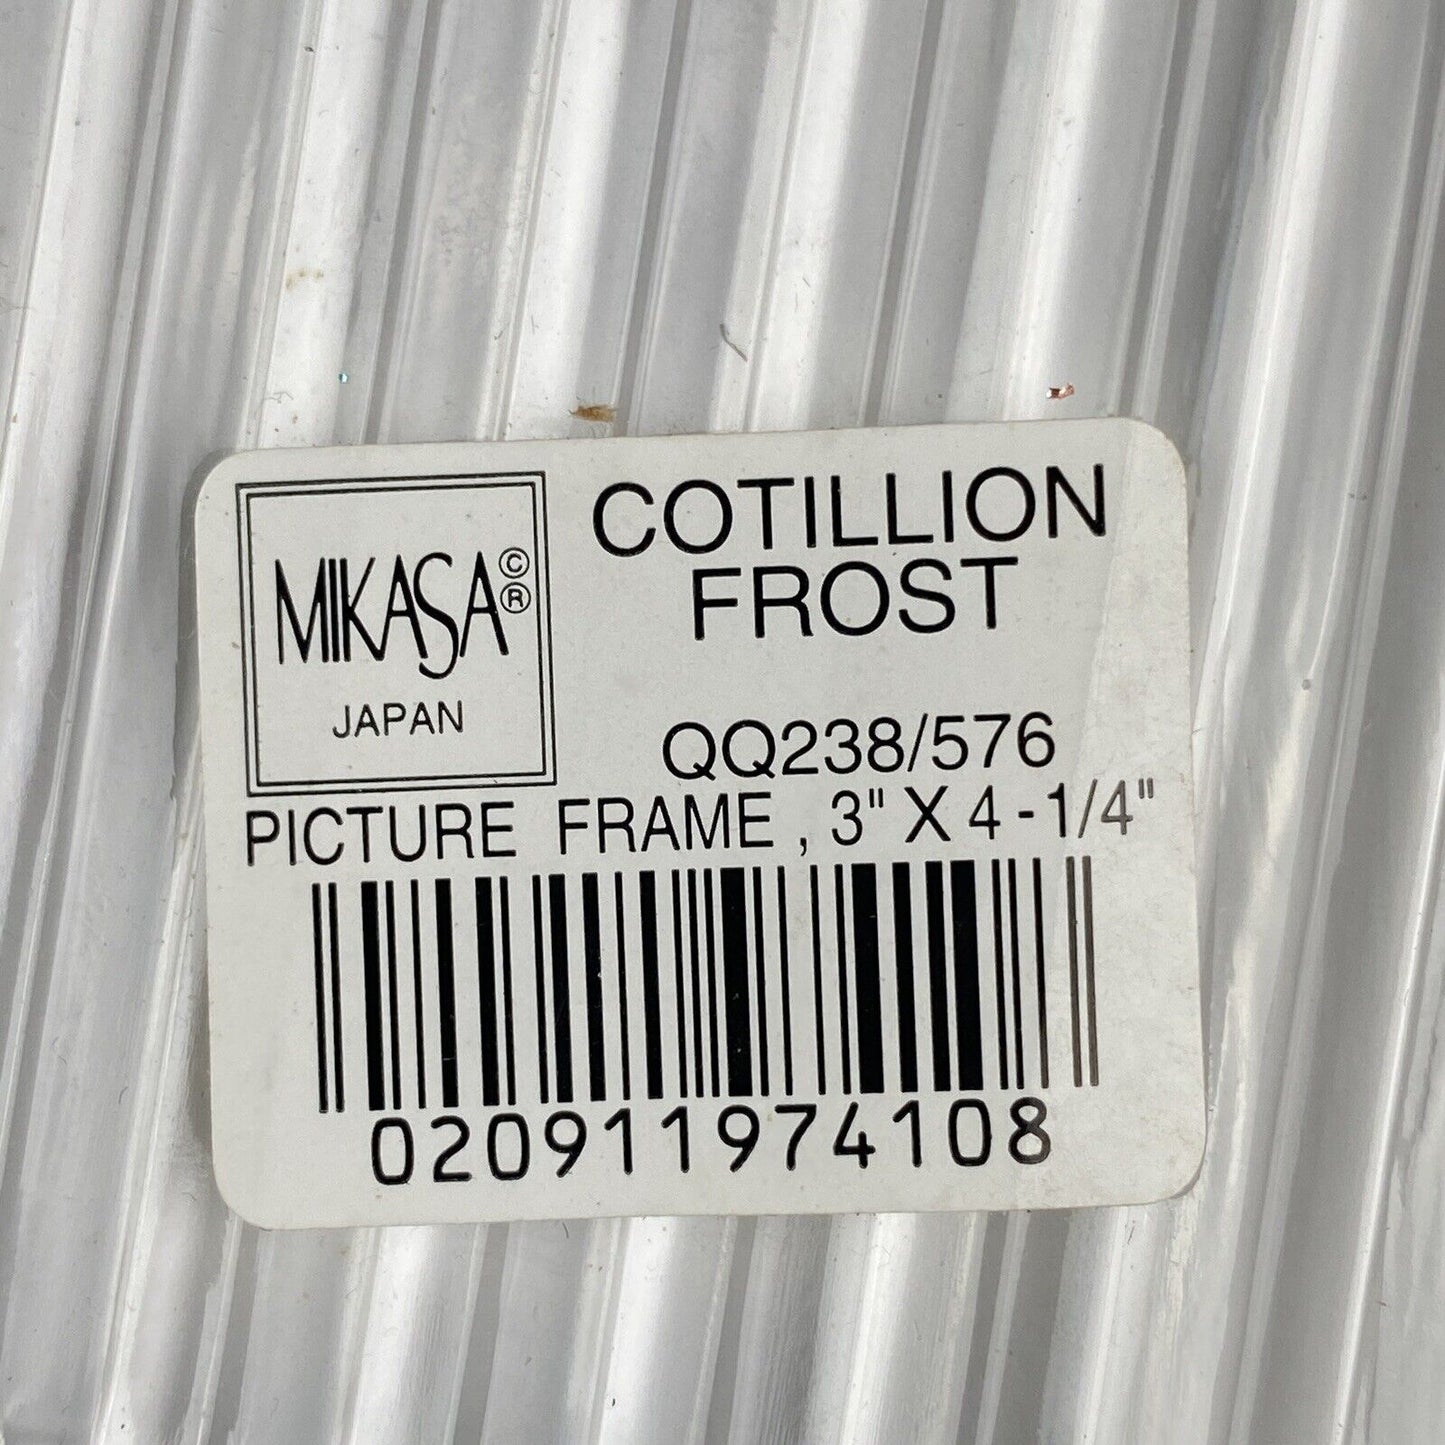 MIKASA©®
JAPAN
COTILLION
FROST
QQ238/576
PICTURE FRAME, 3" X 4-1/4"
020911974108